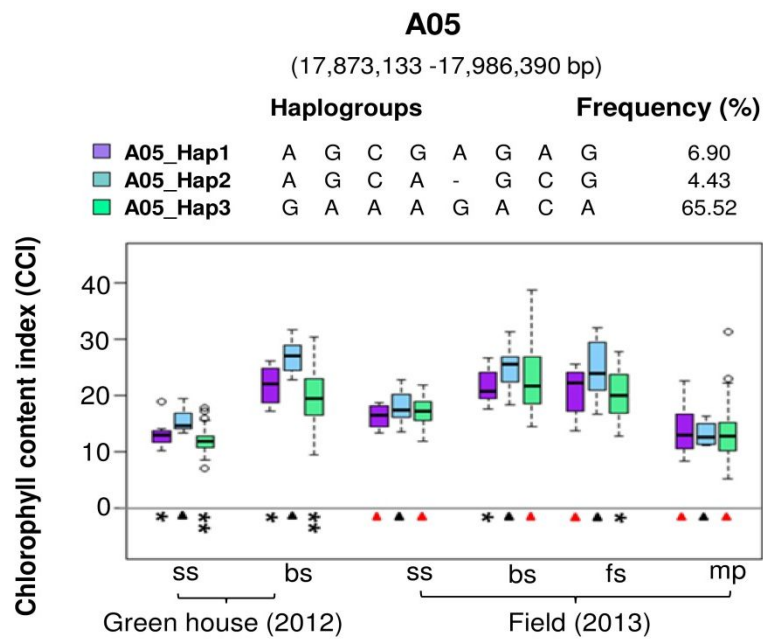 A05
(17,873,133 -17,986,390 bp)
Haplogroups Frequency (%)
A05_Hap1 A G C G A G A G 6.90
A05_Hap2 A G C A - G C G 4.43
A05_Hap3 G A A A G A C A 65.52
Chlorophyll content index (CCI)
40
30
20
10
0
* * * * * * * *
ss bs ss bs fs mp
Green house (2012) Field (2013)